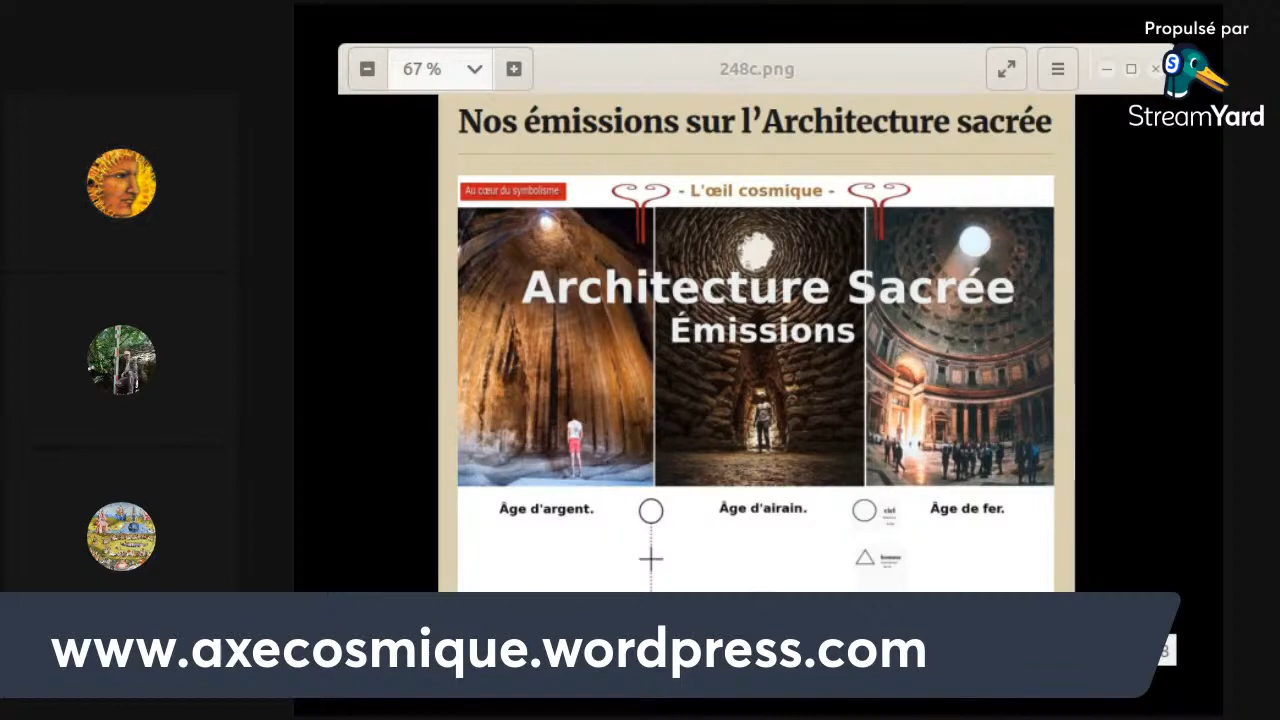 Propulsé par
StreamYard
67 %
248c.png
Nos émissions sur l’Architecture sacrée
Au cœur du symbolisme
- L'œil cosmique -
Architecture Sacrée
Émissions
Âge d'argent.
Âge d'airain.
ciel
Âge de fer.
homme
www.axecosmique.wordpress.com